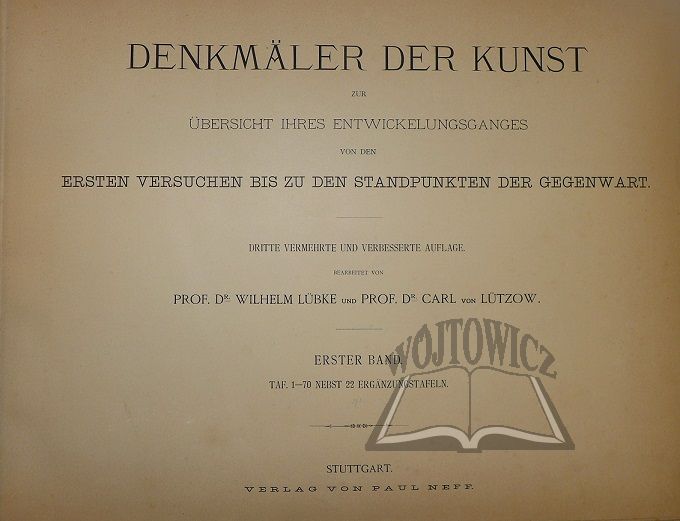 DENKMÄLER DER KUNST
ZUR
ÜBERSICHT IHRES ENTWICKELUNGSGANGES
VON DEN
ERSTEN VERSUCHEN BIS ZU DEN STANDPUNKTEN DER GEGENWART.
DRITTE VERMEHRTE UND VERBESSERTE AUFLAGE.
BEARBEITET VON
PROF. DR. WILHELM LÜBKE UND PROF. DR. CARL VON LÜTZOW.
ERSTER BAND.
TAF. 1—70 NEBST 22 ERGÄNZUNGSTAFELN.
WÓJTOWICZ
STUTTGART.
VERLAG VON PAUL NEFF.